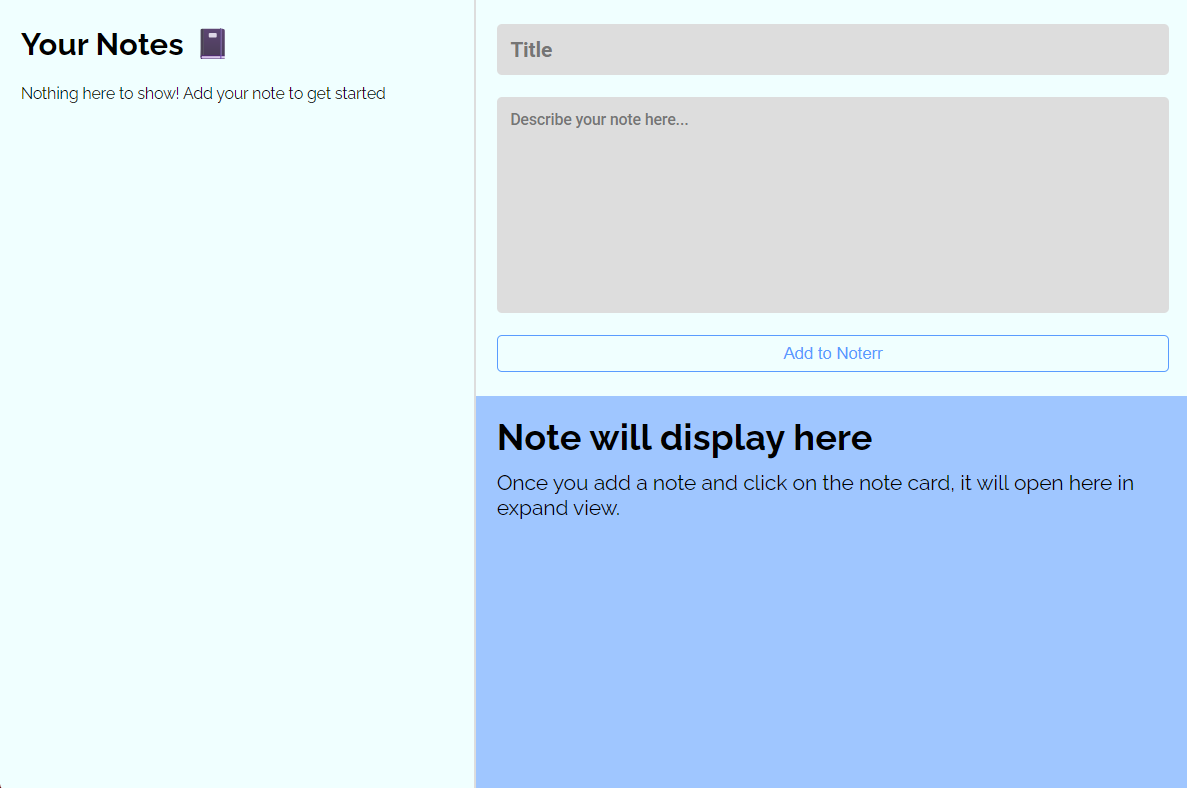 Your Notes
Nothing here to show! Add your note to get started
Title
Describe your note here...
Add to Noterr
Note will display here
Once you add a note and click on the note card, it will open here in
expand view.